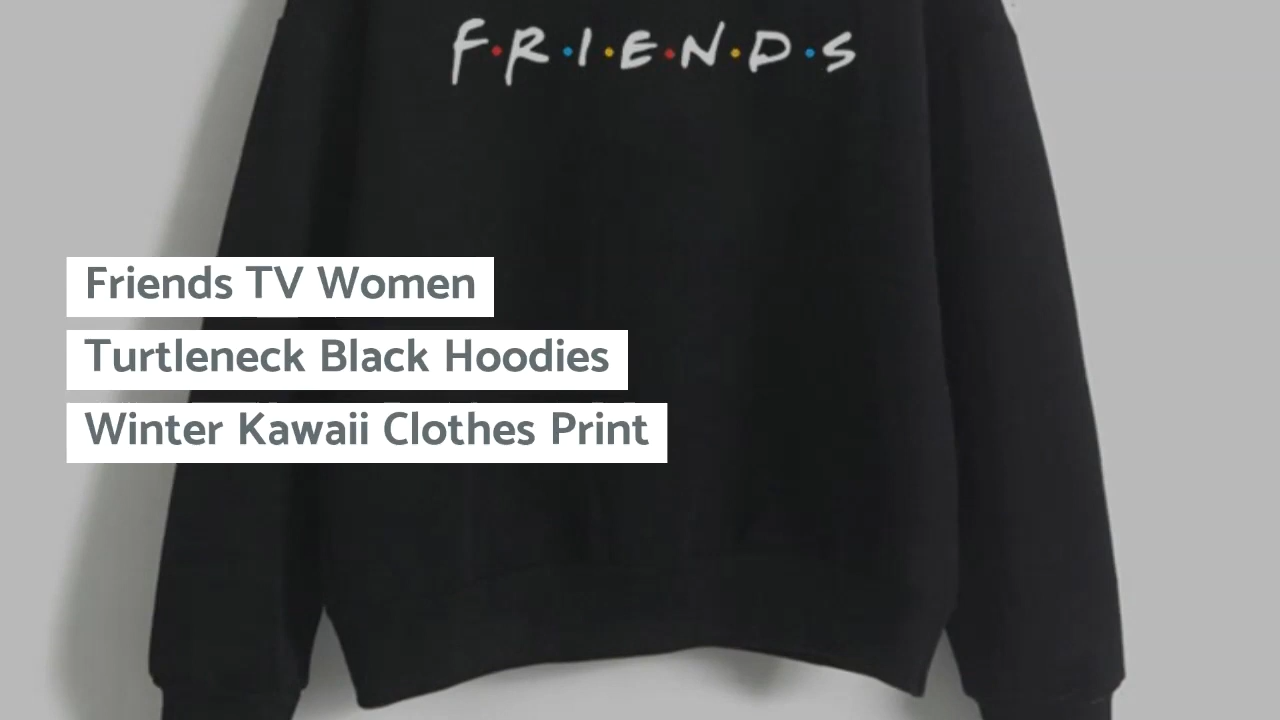 F•R•I•E•N•D•S
Friends TV Women
Turtleneck Black Hoodies
Winter Kawaii Clothes Print